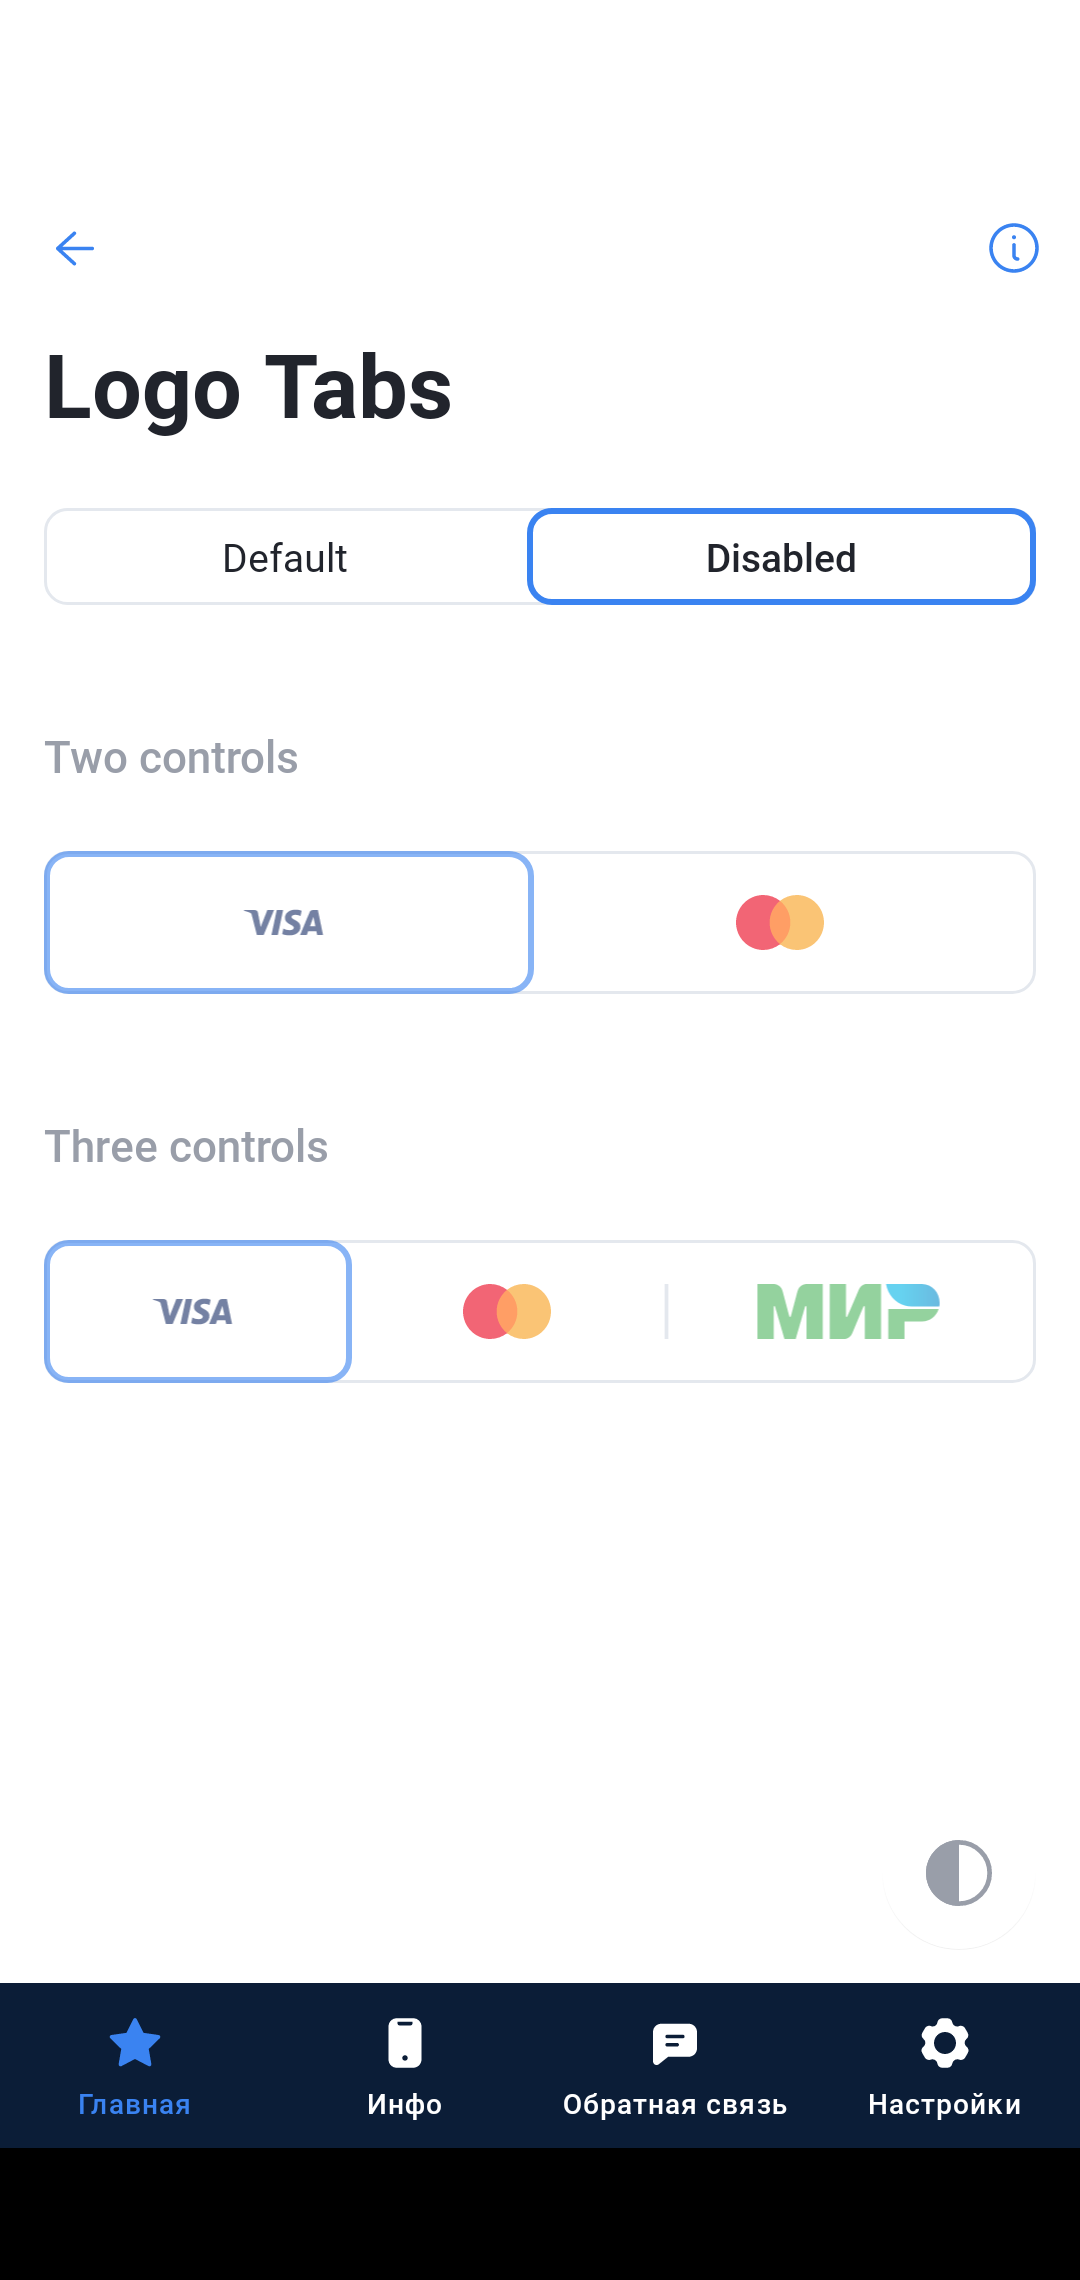 Logo Tabs
Default
Disabled
Two controls
VISA
Three controls
VISA
МИР
Главная
Инфо
Обратная связь
Настройки